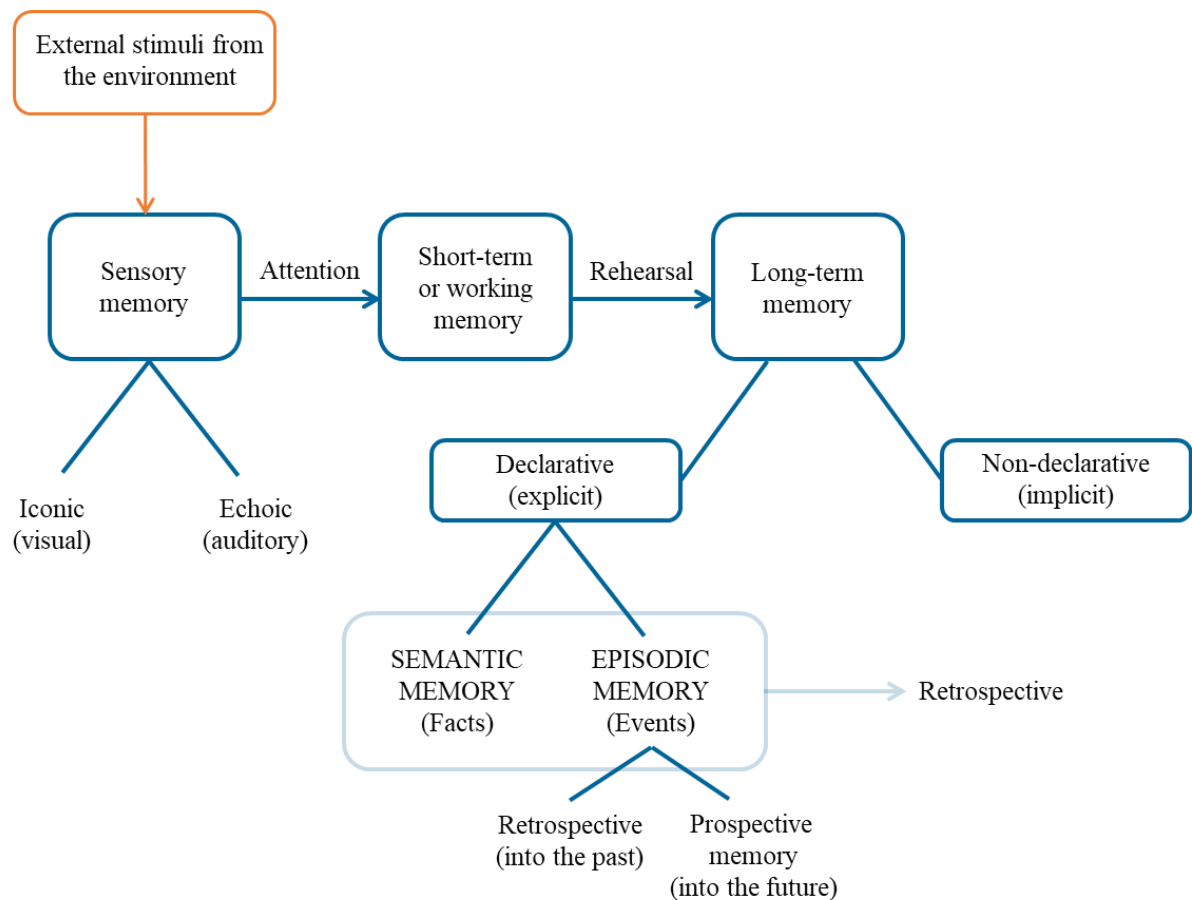 External stimuli from
the environment
Sensory
memory
Attention
Short-term
or working
memory
Rehearsal
Long-term
memory
Iconic
(visual)
Echoic
(auditory)
Declarative
(explicit)
Non-declarative
(implicit)
SEMANTIC
MEMORY
(Facts)
EPISODIC
MEMORY
(Events)
Retrospective
Retrospective
(into the past)
Prospective
memory
(into the future)